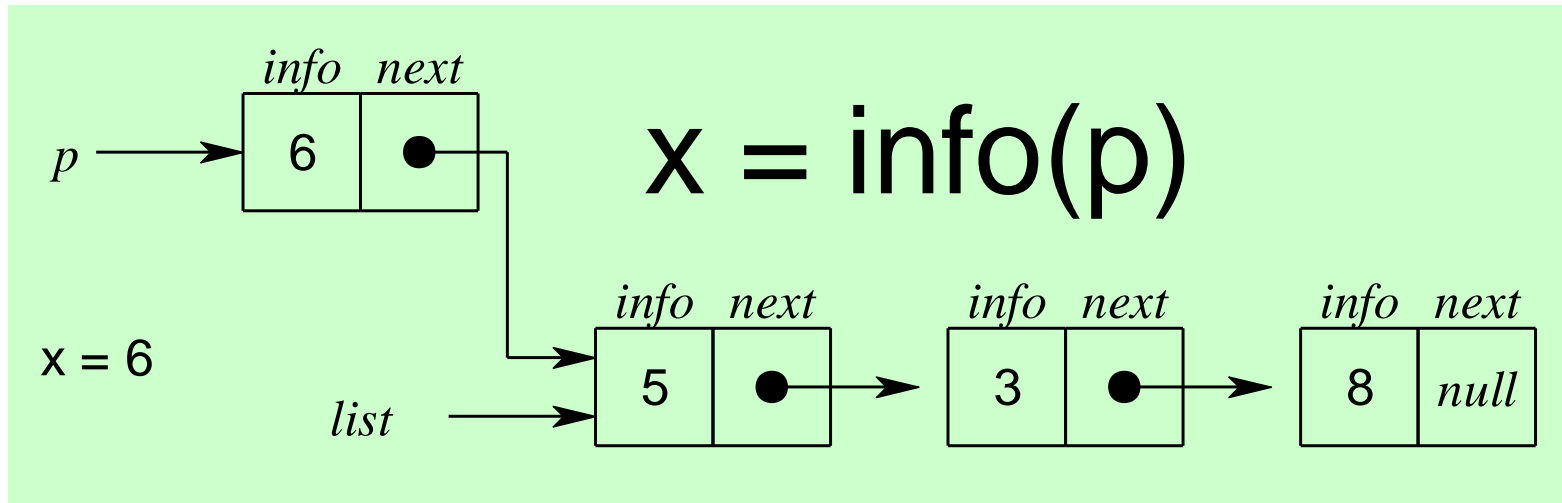 info next
p 6 x = info(p)
info next info next info next
x = 6 5 3 8 null
list